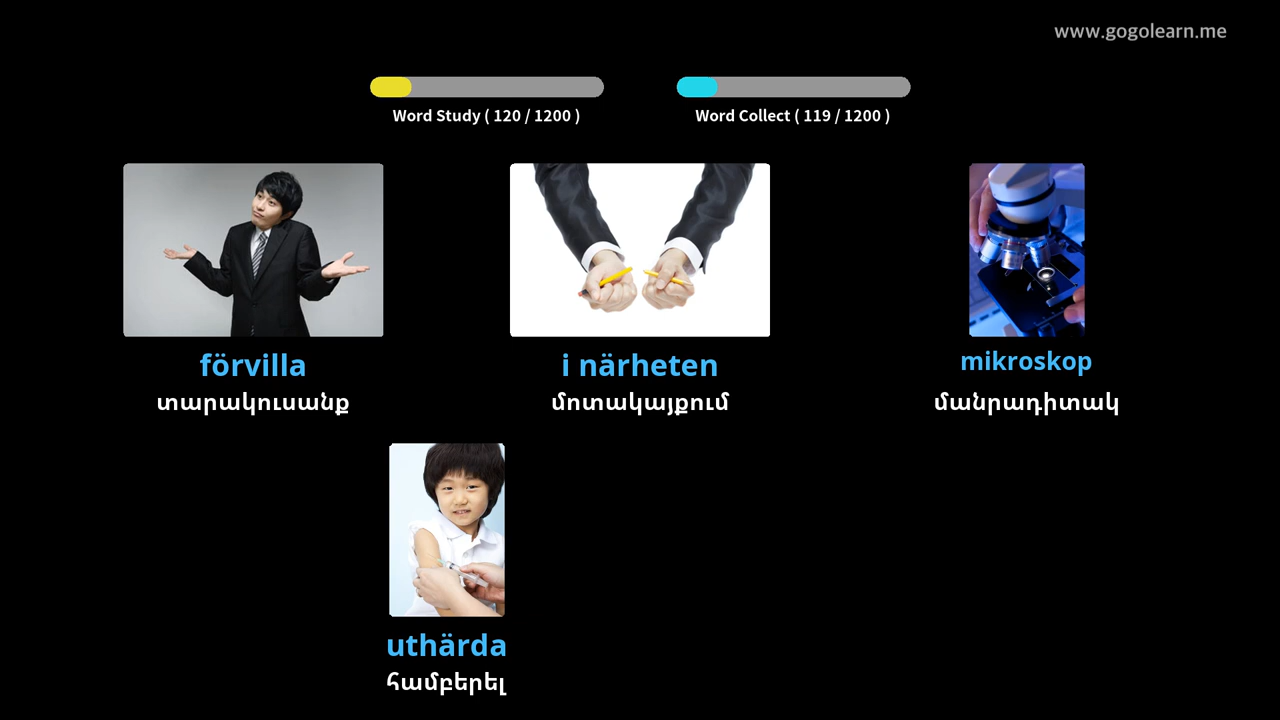 www.gogolearn.me
Word Study ( 120 / 1200 )
Word Collect ( 119 / 1200 )
förvilla
տարակուսանք
i närheten
մոտակայքում
mikroskop
մանրադիտակ
uthärda
համբերել